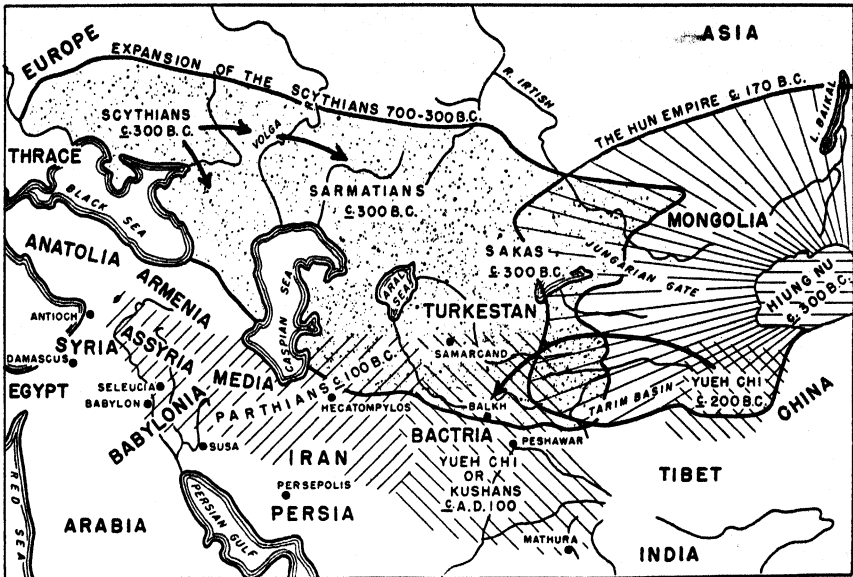 EUROPE
ASIA
EXPANSION OF THE SCYTHIANS 700-300 B.C.
R. IRTISH
THE HUN EMPIRE c 170 B.C.
L. BAIKAL
SCYTHIANS
c.300 B.C.
VOLGA R
THRACE
SARMATIANS
c.300 B.C.
BLACK SEA
MONGOLIA
ANATOLIA
SAKAS
c.300 B.C.
JUNGARIAN GATE
HIUNG NU
c.300 B.C.
ARMENIA
CASPIAN SEA
ARAL SEA
TURKESTAN
ANTIOCH
SYRIA
ASSYRIA
SAMARCAND
DAMASCUS
MEDIA
PARTHIANS c.100 B.C.
EGYPT
SELEUCIA
BABYLON
BABYLONIA
HECATOMPYLOS
BALKH
TARIM BASIN
YUEH CHI
c.200 B.C.
CHINA
BACTRIA
PESHAWAR
SUSA
IRAN
YUEH CHI
OR
KUSHANS
c.A.D.100
TIBET
PERSEPOLIS
PERSIA
RED SEA
ARABIA
PERSIAN GULF
MATHURA
INDIA